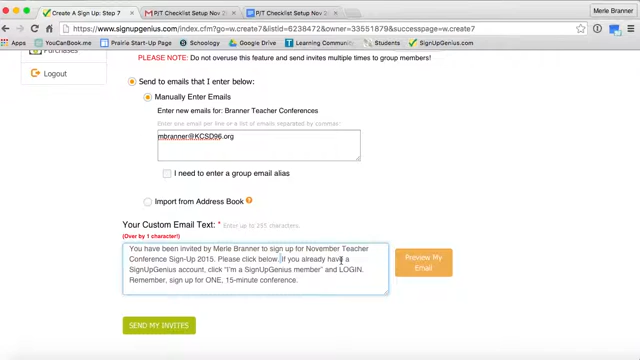 Create A Sign Up: Step 7
PJT Checklist Setup Nov 2
PJT Checklist Setup Nov 2
Merle Branner
https://www.signupgenius.com/index.cfm?go=w.create7&listid=6238472&owner=33551879&successpage=w.create7
Apps
YouCanBook.me
Prairie Start-Up Page
Schoology
Google Drive
Learning Community
Students
SignUpGenius.com
Purchases
Logout
PLEASE NOTE: Do not overuse this feature and send invites multiple times to group members!
Send to emails that I enter below:
Manually Enter Emails
Enter new emails for: Branner Teacher Conferences
Enter one email per line or a list of emails separated by commas:
mbranner@KCSD96.org
I need to enter a group email alias
Import from Address Book
Your Custom Email Text: * Enter up to 255 characters.
(Over by 1 character!)
You have been invited by Merle Branner to sign up for November Teacher
Conference Sign-Up 2015. Please click below. If you already have a
SignUpGenius account, click "I'm a SignUpGenius member" and LOGIN.
Remember, sign up for ONE, 15-minute conference.
Preview My
Email
SEND MY INVITES